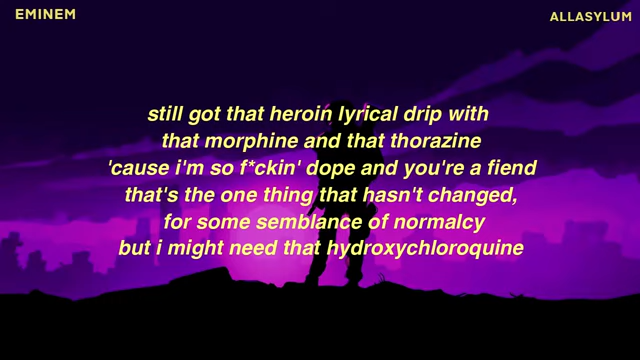 EMINEM
ALLASYLUM
still got that heroin lyrical drip with
that morphine and that thorazine
'cause i'm so f*ckin' dope and you're a fiend
that's the one thing that hasn't changed,
for some semblance of normalcy
but i might need that hydroxychloroquine